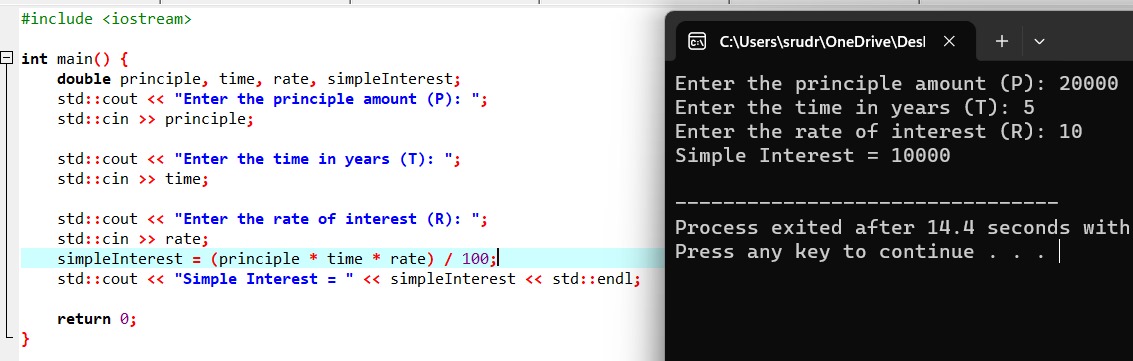 #include <iostream>
int main() {
double principle, time, rate, simpleInterest;
std::cout << "Enter the principle amount (P): ";
std::cin >> principle;
std::cout << "Enter the time in years (T): ";
std::cin >> time;
std::cout << "Enter the rate of interest (R): ";
std::cin >> rate;
simpleInterest = (principle * time * rate) / 100;
std::cout << "Simple Interest = " << simpleInterest << std::endl;
return 0;
}
C:\Users\srudr\OneDrive\Desl
Enter the principle amount (P): 20000
Enter the time in years (T): 5
Enter the rate of interest (R): 10
Simple Interest = 10000
--------------------------------
Process exited after 14.4 seconds with
Press any key to continue . . .